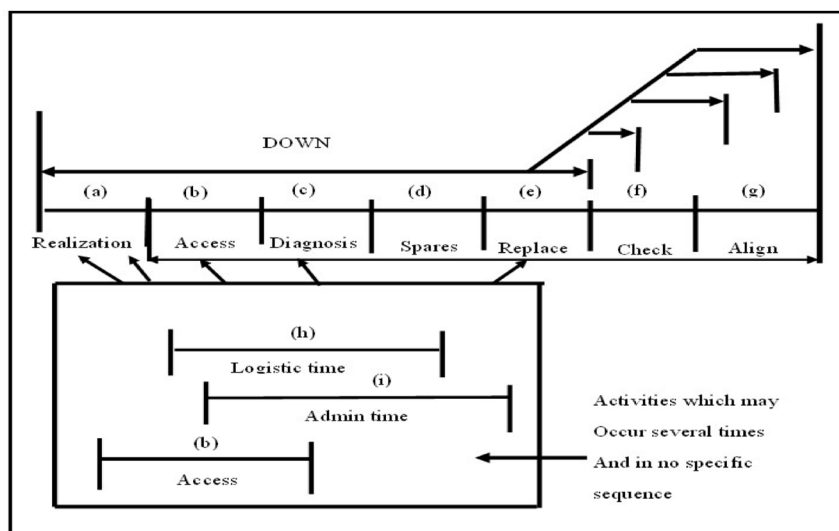 DOWN
(a) (b) (c) (d) (e) (f) (g)
Realization Access Diagnosis Spares Replace Check Align
(h)
Logistic time
(i)
Admin time
(b)
Access
Activities which may
Occur several times
And in no specific
sequence